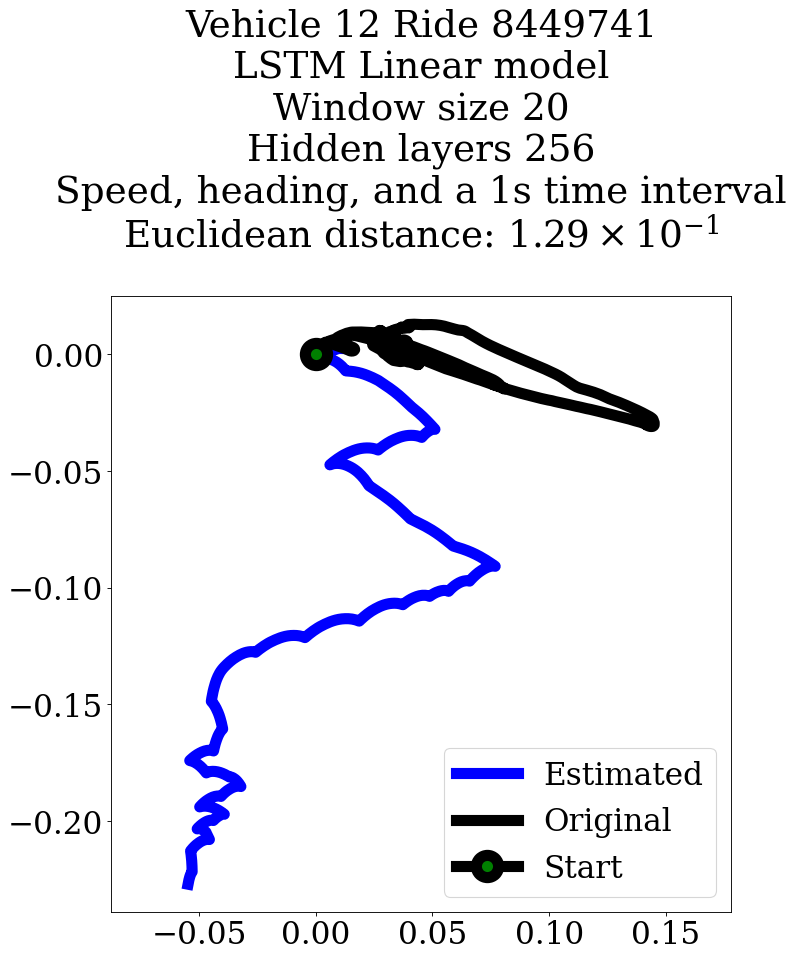 Vehicle 12 Ride 8449741
LSTM Linear model
Window size 20
Hidden layers 256
Speed, heading, and a 1s time interval
Euclidean distance: 1.29 × 10⁻¹
0.00
−0.05
−0.10
−0.15
−0.20
Estimated
Original
Start
−0.05 0.00 0.05 0.10 0.15